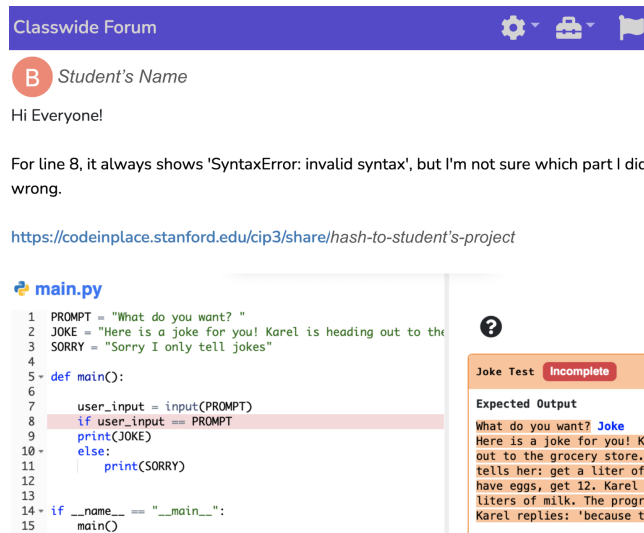 Classwide Forum
B Student's Name
Hi Everyone!
For line 8, it always shows 'SyntaxError: invalid syntax', but I'm not sure which part I did
wrong.
https://codeinplace.stanford.edu/cip3/share/hash-to-student's-project
main.py
1 PROMPT = "What do you want? "
2 JOKE = "Here is a joke for you! Karel is heading out to the
3 SORRY = "Sorry I only tell jokes"
4
5 def main():
6
7 user_input = input(PROMPT)
8 if user_input == PROMPT
9 print(JOKE)
10 else:
11 print(SORRY)
12
13
14 if __name__ == "__main__":
15 main()
?
Joke Test Incomplete
Expected Output
What do you want? Joke
Here is a joke for you! K
out to the grocery store.
tells her: get a liter of
have eggs, get 12. Karel
liters of milk. The progr
Karel replies: 'because t